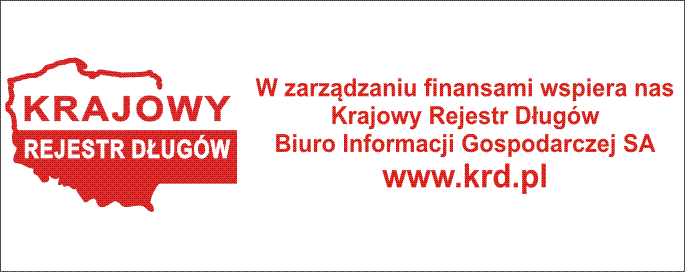 KRAJOWY
REJESTR DŁUGÓW
W zarządzaniu finansami wspiera nas
Krajowy Rejestr Długów
Biuro Informacji Gospodarczej SA
www.krd.pl